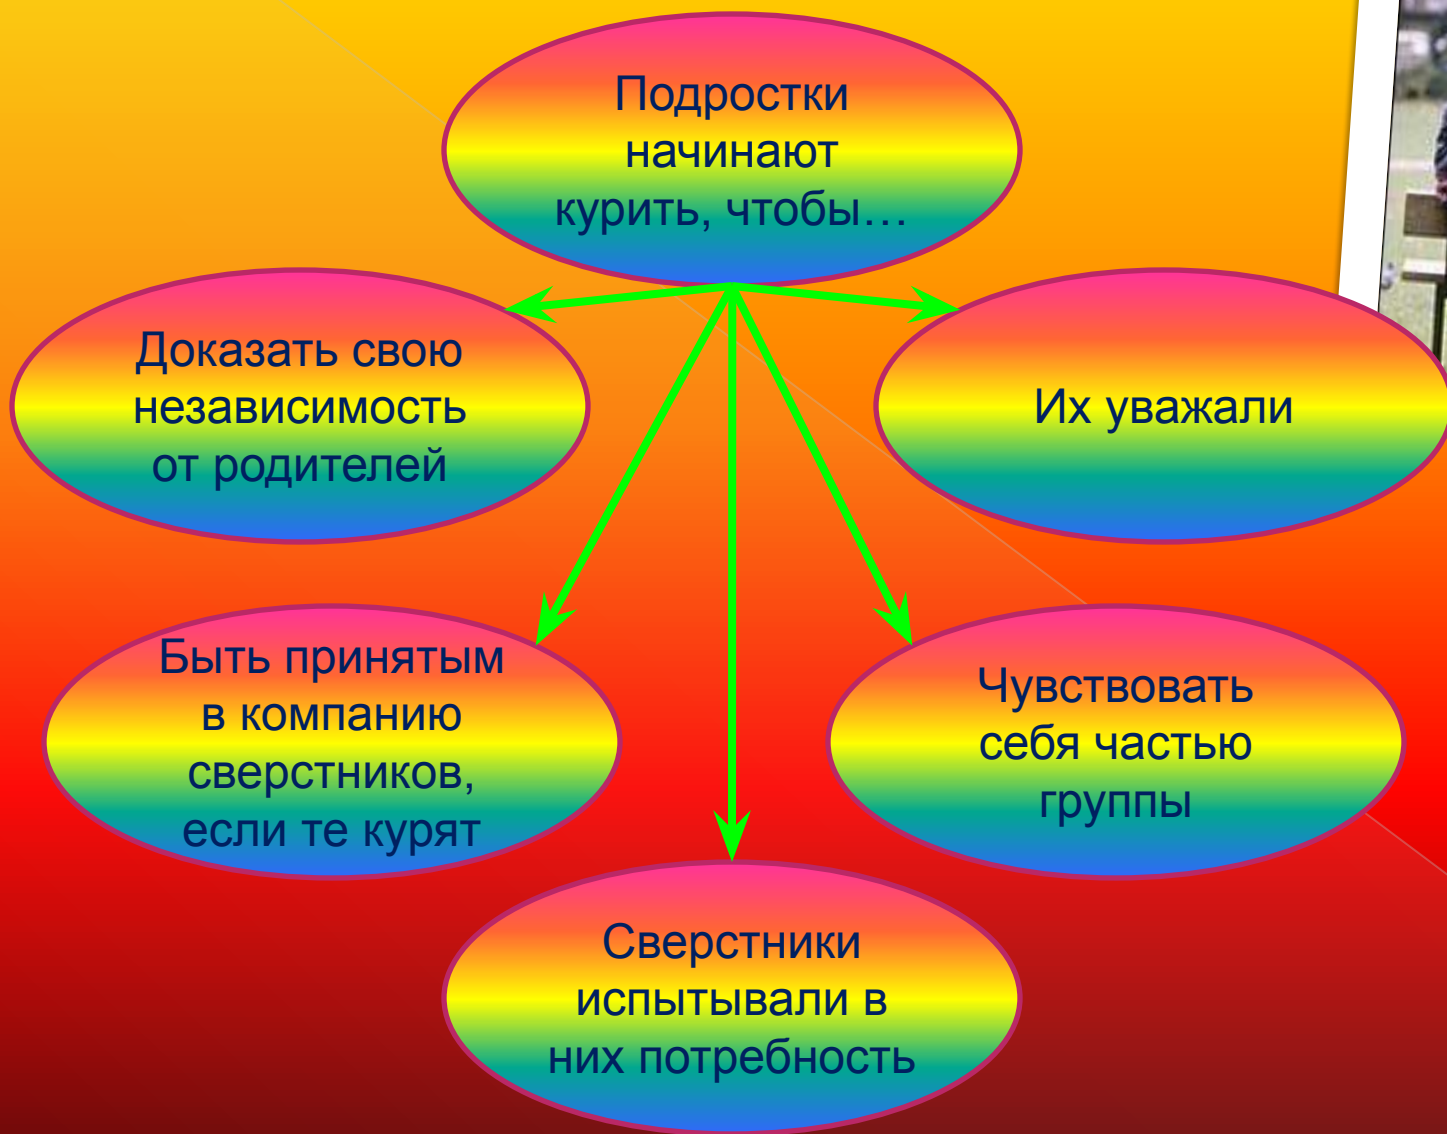 Подростки
начинают
курить, чтобы…
Доказать свою
независимость
от родителей
Их уважали
Быть принятым
в компанию
сверстников,
если те курят
Чувствовать
себя частью
группы
Сверстники
испытывали в
них потребность